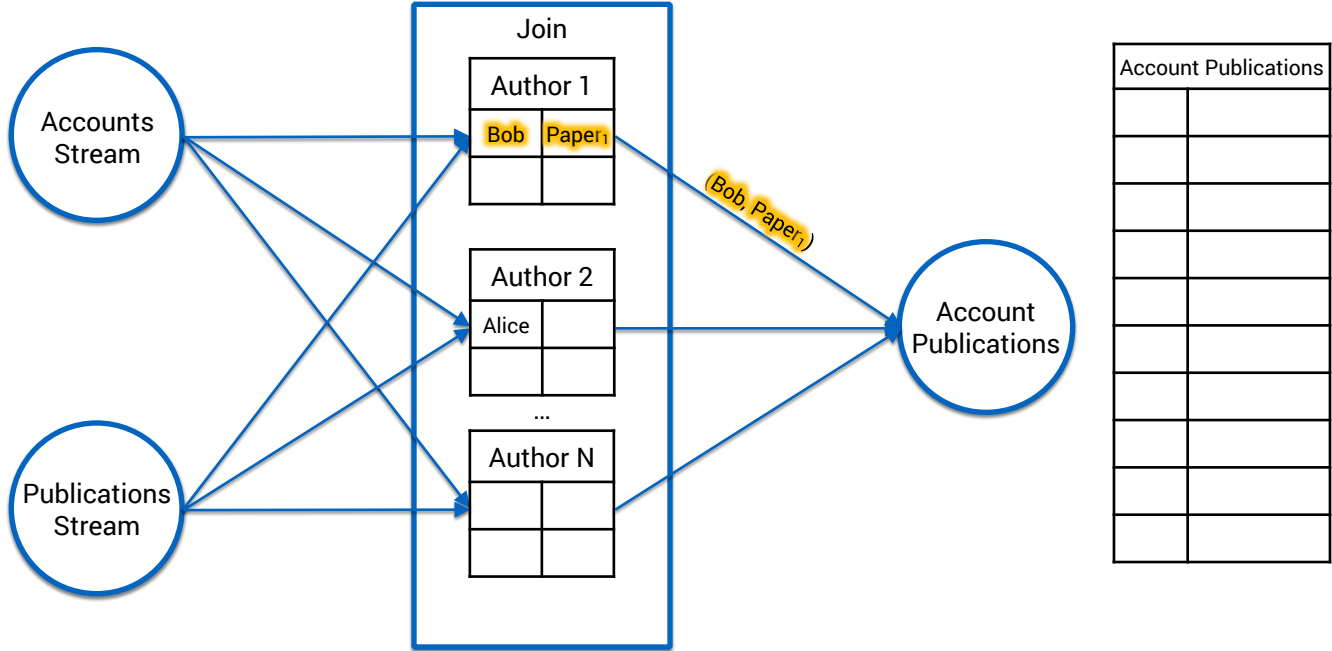 Accounts
Stream
Publications
Stream
Join
Author 1
Bob Paper₁
Author 2
Alice
...
Author N
(Bob, Paper₁)
Account
Publications
Account Publications